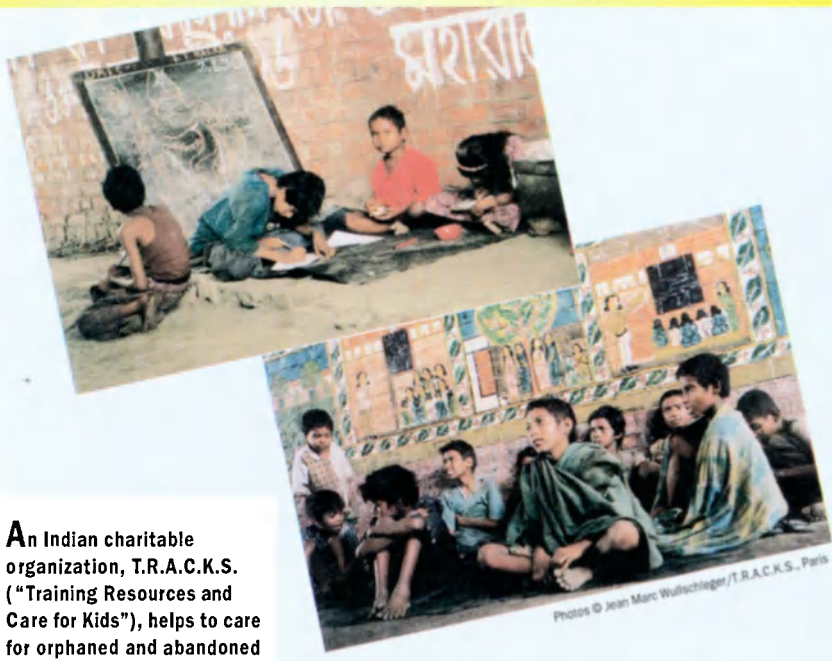 মহারা
An Indian charitable
organization, T.R.A.C.K.S.
("Training Resources and
Care for Kids"), helps to care
for orphaned and abandoned
Photos © Jean Marc Wullschleger/T.R.A.C.K.S., Paris